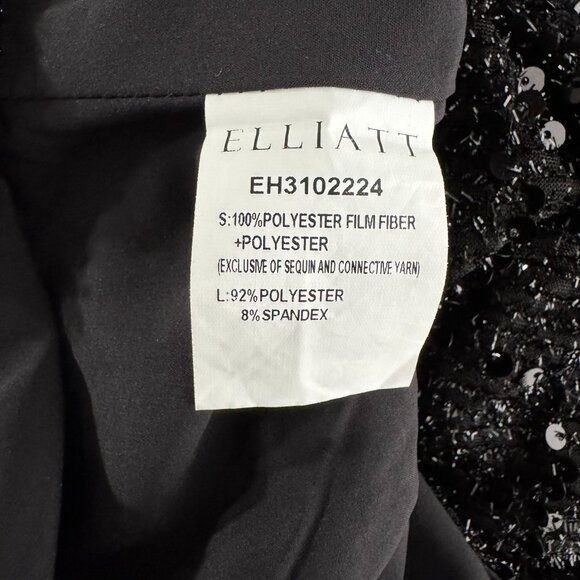 ELLIATT
EH3102224
S:100%POLYESTER FILM FIBER
+POLYESTER
(EXCLUSIVE OF SEQUIN AND CONNECTIVE YARN)
L:92%POLYESTER
8%SPANDEX